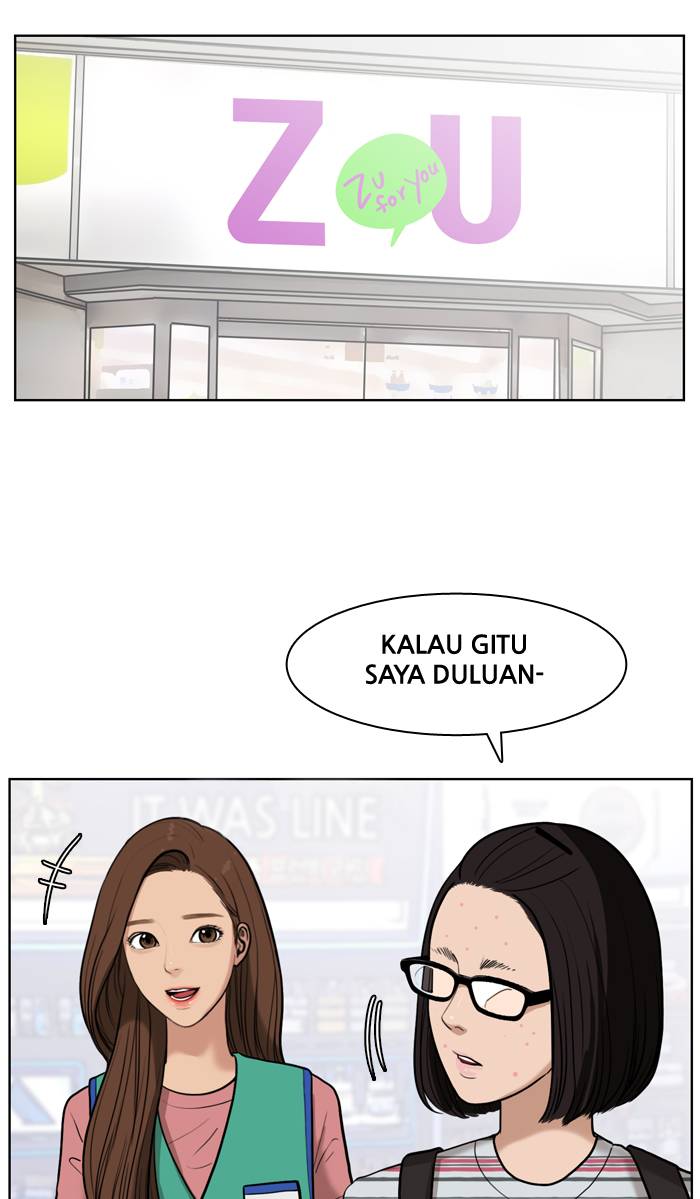 Z U
Zu
for you
KALAU GITU
SAYA DULUAN-
IT WAS LINE